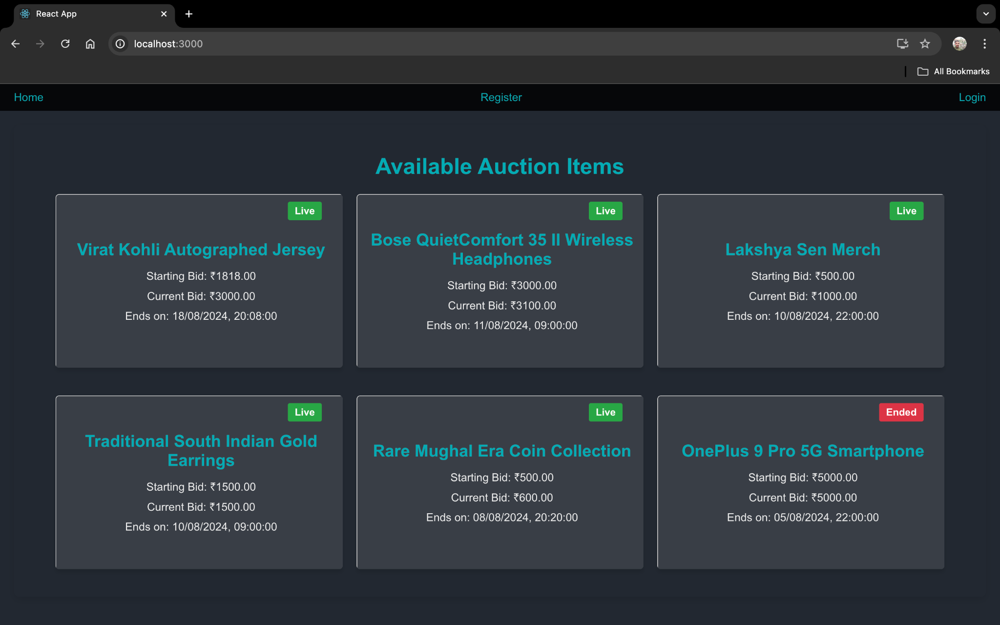 React App
localhost:3000
All Bookmarks
Home
Register
Login
Available Auction Items
Live
Virat Kohli Autographed Jersey
Starting Bid: ₹1818.00
Current Bid: ₹3000.00
Ends on: 18/08/2024, 20:08:00
Live
Bose QuietComfort 35 II Wireless
Headphones
Starting Bid: ₹3000.00
Current Bid: ₹3100.00
Ends on: 11/08/2024, 09:00:00
Live
Lakshya Sen Merch
Starting Bid: ₹500.00
Current Bid: ₹1000.00
Ends on: 10/08/2024, 22:00:00
Live
Traditional South Indian Gold
Earrings
Starting Bid: ₹1500.00
Current Bid: ₹1500.00
Ends on: 10/08/2024, 09:00:00
Live
Rare Mughal Era Coin Collection
Starting Bid: ₹500.00
Current Bid: ₹600.00
Ends on: 08/08/2024, 20:20:00
Ended
OnePlus 9 Pro 5G Smartphone
Starting Bid: ₹5000.00
Current Bid: ₹5000.00
Ends on: 05/08/2024, 22:00:00